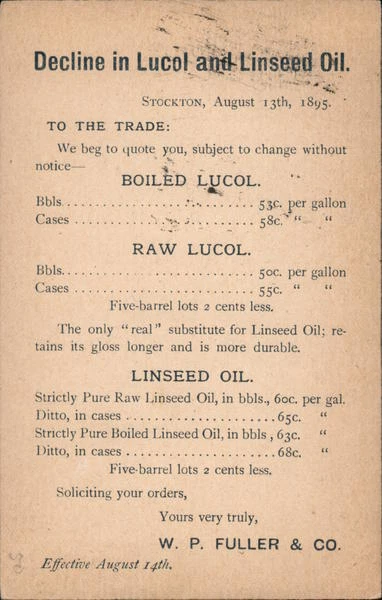 Decline in Lucol and Linseed Oil.
STOCKTON, August 13th, 1895.
TO THE TRADE:
We beg to quote you, subject to change without
notice—
BOILED LUCOL.
Bbls........................... 53c. per gallon
Cases ......................... 58c. " "
RAW LUCOL.
Bbls........................... 50c. per gallon
Cases ......................... 55c. " "
Five-barrel lots 2 cents less.
The only "real" substitute for Linseed Oil; re-
tains its gloss longer and is more durable.
LINSEED OIL.
Strictly Pure Raw Linseed Oil, in bbls., 60c. per gal.
Ditto, in cases ..................65c. "
Strictly Pure Boiled Linseed Oil, in bbls , 63c. "
Ditto, in cases ..................68c. "
Five-barrel lots 2 cents less.
Soliciting your orders,
Yours very truly,
W. P. FULLER & CO.
Effective August 14th.